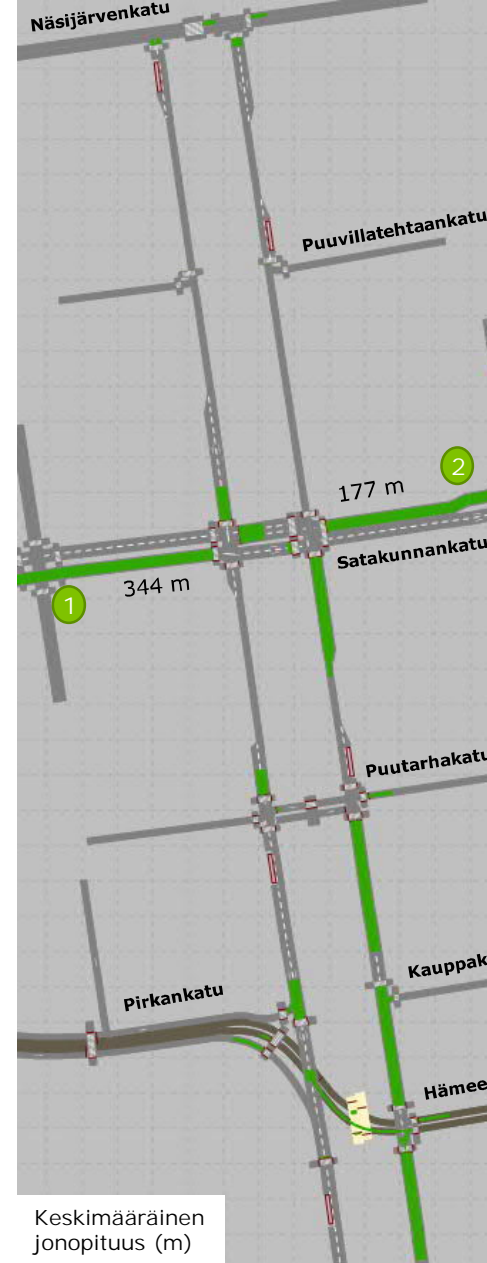 Näsijärvenkatu
Puuvillatehtaankatu
2
177 m
Satakunnankatu
344 m
1
Puutarhakatu
Kauppak
Pirkankatu
Hämee
Keskimääräinen
jonopituus (m)